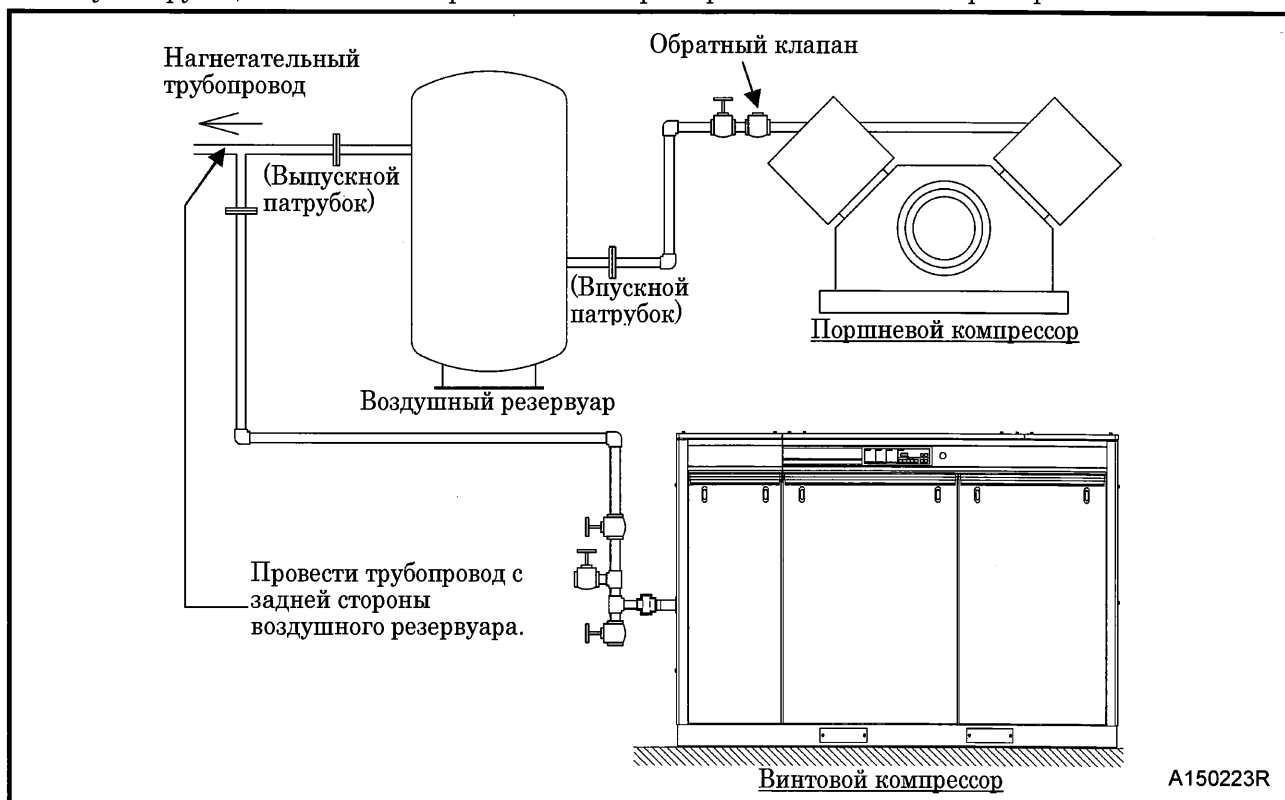 Обратный клапан
Нагнетательный
трубопровод
(Выпускной
патрубок)
(Впускной
патрубок)
Поршневой компрессор
Воздушный резервуар
Провести трубопровод с
задней стороны
воздушного резервуара.
Винтовой компрессор
A150223R